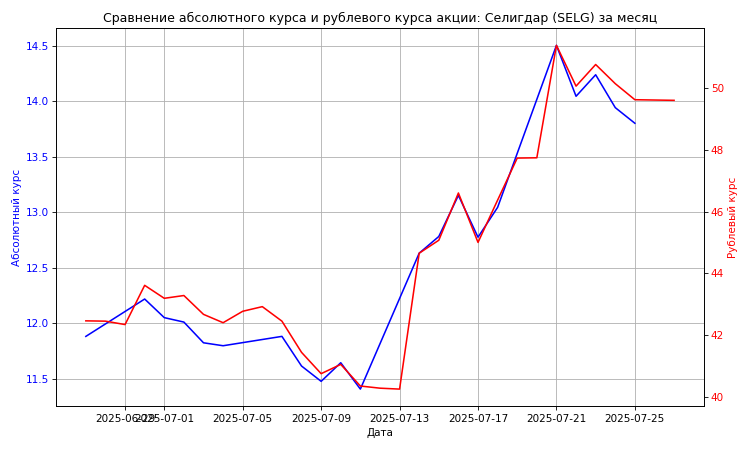 Сравнение абсолютного курса и рублевого курса акции: Селигдар (SELG) за месяц
Абсолютный курс
14.5
14.0
13.5
13.0
12.5
12.0
11.5
50
48
46
44
42
40
Рублевый курс
2025-06-29 2025-07-01 2025-07-05 2025-07-09 2025-07-13 2025-07-17 2025-07-21 2025-07-25
Дата